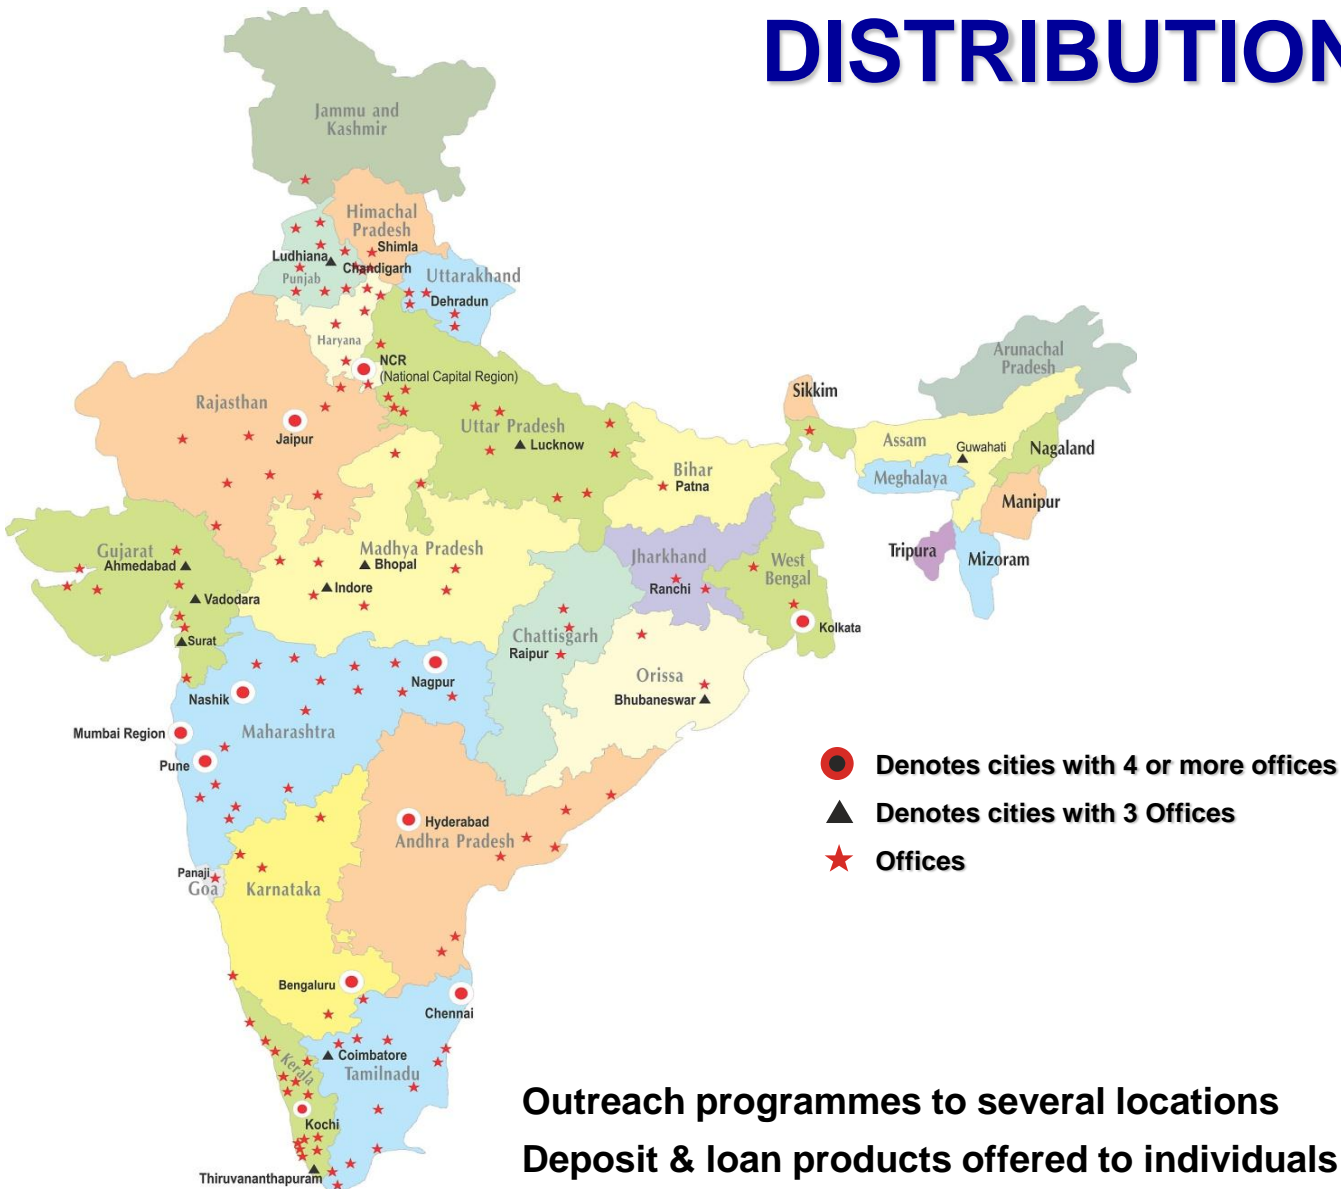 DISTRIBUTION
Jammu and
Kashmir
Himachal
Pradesh
Shimla
Ludhiana
Chandigarh
Punjab
Uttarakhand
Dehradun
Haryana
NCR
(National Capital Region)
Rajasthan
Jaipur
Uttar Pradesh
Lucknow
Sikkim
Arunachal
Pradesh
Assam
Guwahati
Nagaland
Meghalaya
Manipur
Tripura
Mizoram
Bihar
Patna
Gujarat
Ahmedabad
Vadodara
Surat
Madhya Pradesh
Bhopal
Indore
Jharkhand
Ranchi
West
Bengal
Kolkata
Chattisgarh
Raipur
Orissa
Bhubaneswar
Nagpur
Nashik
Mumbai Region
Maharashtra
Pune
Hyderabad
Andhra Pradesh
Denotes cities with 4 or more offices
Denotes cities with 3 Offices
Offices
Panaji
Goa
Karnataka
Bengaluru
Chennai
Coimbatore
Tamilnadu
Kerala
Kochi
Thiruvananthapuram
Outreach programmes to several locations
Deposit & loan products offered to individuals